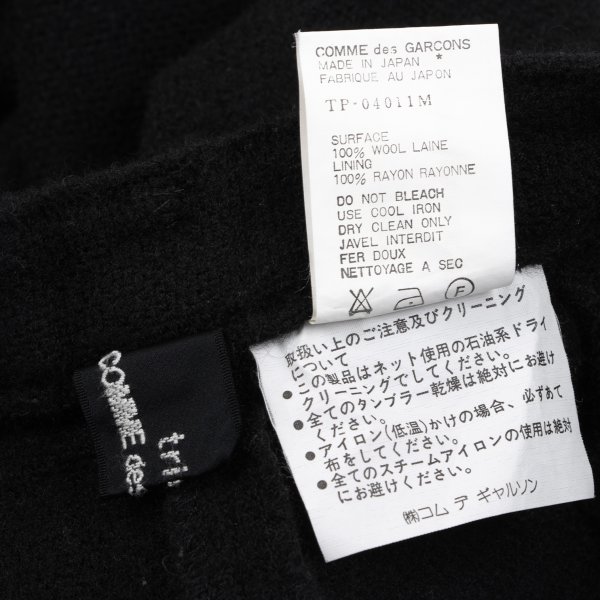 COMME des GARCONS
MADE IN JAPAN *
FABRIQUE AU JAPON
TP-04011M
SURFACE
100% WOOL LAINE
LINING
100% RAYON RAYONNE
DO NOT BLEACH
USE COOL IRON
DRY CLEAN ONLY
JAVEL INTERDIT
FER DOUX
NETTOYAGE A SEC
F
取扱い上のご注意及びクリーニング
について
●この製品はネット使用の石油系ドライ
クリーニングでしてください。
●全てのタンブラー乾燥は絶対にお避け
ください。
●アイロン(低温)かけの場合、必ずあて
布をしてください。
●全てのスチームアイロンの使用は絶対
にお避けください。
㈱コム デ ギャルソン
tri
COMME des